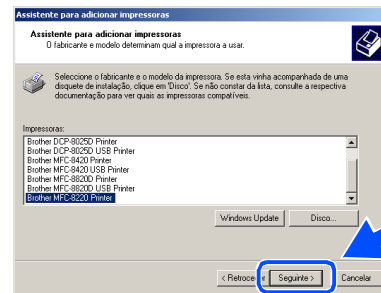 Assistente para adicionar impressoras
Assistente para adicionar impressoras
O fabricante e modelo determinam qual a impressora a usar.
Seleccione o fabricante e o modelo da impressora. Se esta vinha acompanhada de uma
disquete de instalação, clique em 'Disco'. Se não constar da lista, consulte a respectiva
documentação para ver quais as impressoras compatíveis.
Impressoras:
Brother DCP-8025D Printer
Brother DCP-8025D USB Printer
Brother MFC-8420 Printer
Brother MFC-8420 USB Printer
Brother MFC-8820D Printer
Brother MFC-8820D USB Printer
Brother MFC-8220 Printer
Windows Update Disco...
< Retroceder Seguinte > Cancelar